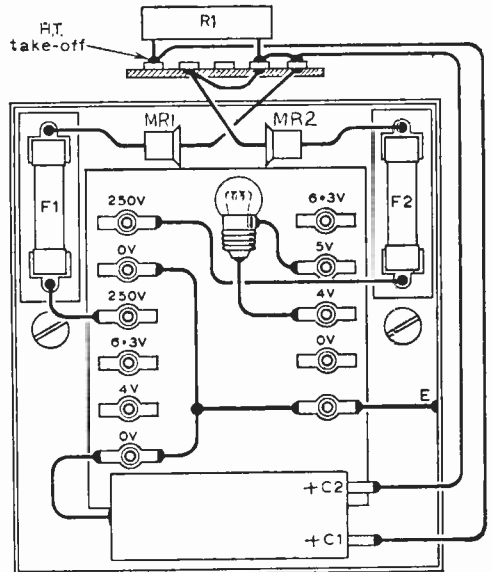 R1
H.T.
take-off
MR1
MR2
F1
F2
250V
0V
250V
6·3V
4V
0V
6·3V
5V
4V
0V
E
+C2
+C1